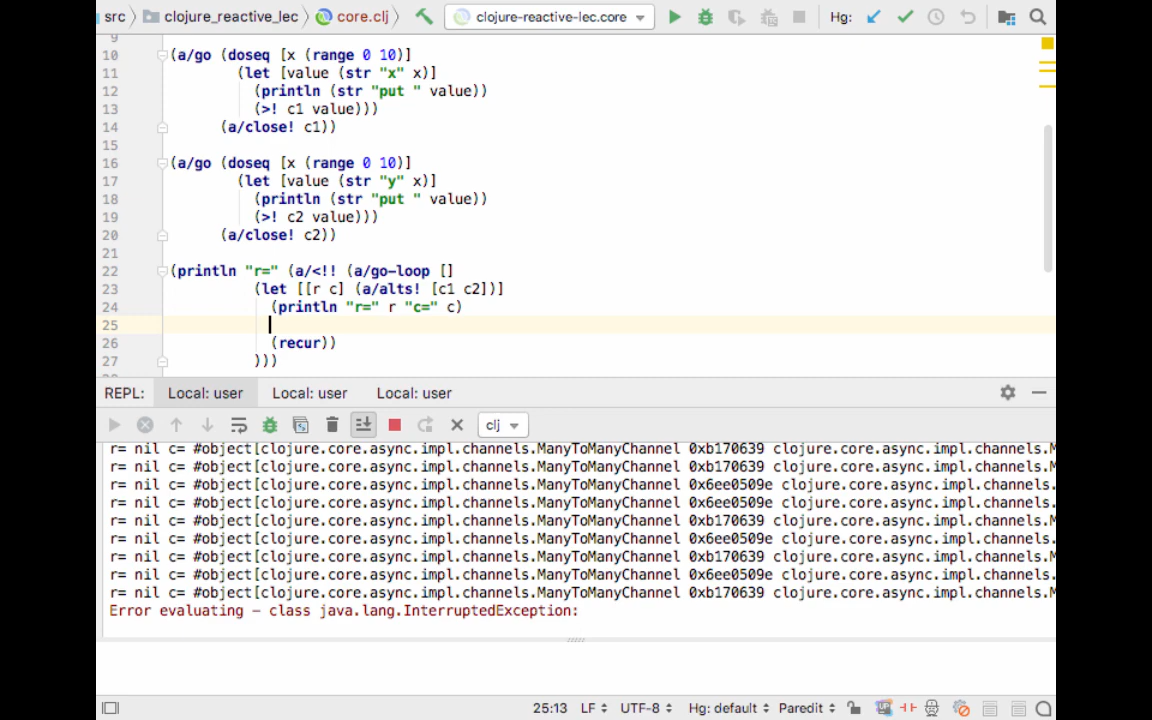 src clojure_reactive_lec core.clj clojure-reactive-lec.core Hg:
9
10 (a/go (doseq [x (range 0 10)]
11 (let [value (str "x" x)]
12 (println (str "put " value))
13 (>! c1 value)))
14 (a/close! c1))
15
16 (a/go (doseq [x (range 0 10)]
17 (let [value (str "y" x)]
18 (println (str "put " value))
19 (>! c2 value)))
20 (a/close! c2))
21
22 (println "r=" (a/<!! (a/go-loop []
23 (let [[r c] (a/alts! [c1 c2])]
24 (println "r=" r "c=" c)
25
26 (recur))
27 )))
REPL: Local: user Local: user Local: user
clj
r= nil c= #object[clojure.core.async.impl.channels.ManyToManyChannel 0xb170639 clojure.core.async.impl.channels.M
r= nil c= #object[clojure.core.async.impl.channels.ManyToManyChannel 0xb170639 clojure.core.async.impl.channels.M
r= nil c= #object[clojure.core.async.impl.channels.ManyToManyChannel 0x6ee0509e clojure.core.async.impl.channels.
r= nil c= #object[clojure.core.async.impl.channels.ManyToManyChannel 0x6ee0509e clojure.core.async.impl.channels.
r= nil c= #object[clojure.core.async.impl.channels.ManyToManyChannel 0xb170639 clojure.core.async.impl.channels.M
r= nil c= #object[clojure.core.async.impl.channels.ManyToManyChannel 0x6ee0509e clojure.core.async.impl.channels.
r= nil c= #object[clojure.core.async.impl.channels.ManyToManyChannel 0xb170639 clojure.core.async.impl.channels.M
r= nil c= #object[clojure.core.async.impl.channels.ManyToManyChannel 0x6ee0509e clojure.core.async.impl.channels.
r= nil c= #object[clojure.core.async.impl.channels.ManyToManyChannel 0xb170639 clojure.core.async.impl.channels.M
Error evaluating - class java.lang.InterruptedException:
25:13 LF UTF-8 Hg: default Paredit